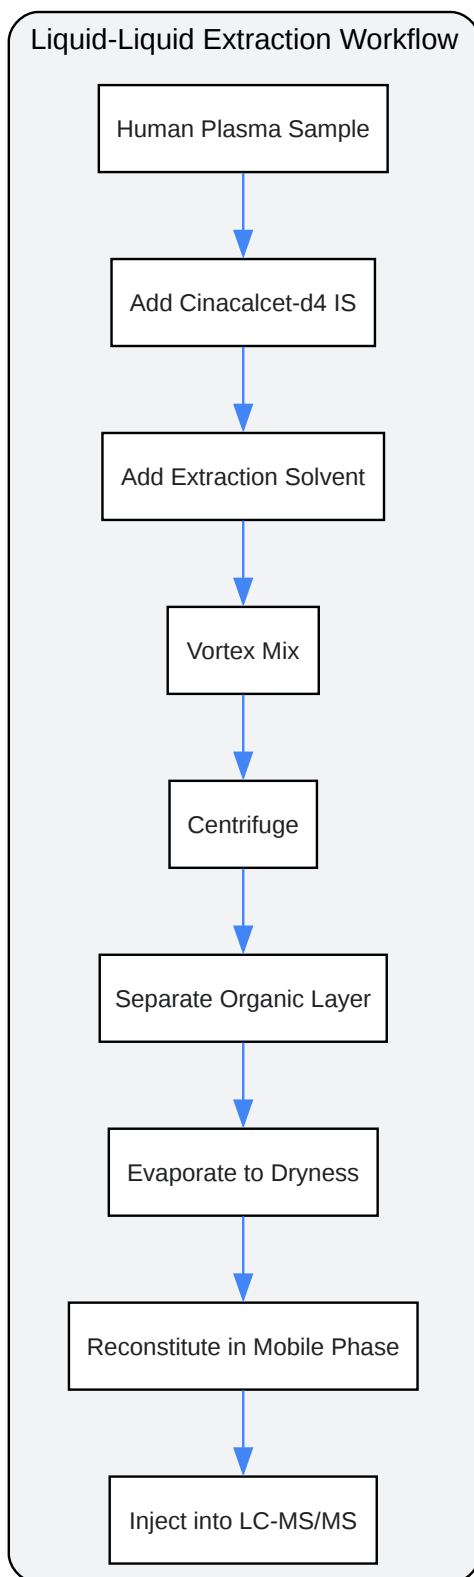 Liquid-Liquid Extraction Workflow
Human Plasma Sample
Add Cinacalcet-d4 IS
Add Extraction Solvent
Vortex Mix
Centrifuge
Separate Organic Layer
Evaporate to Dryness
Reconstitute in Mobile Phase
Inject into LC-MS/MS